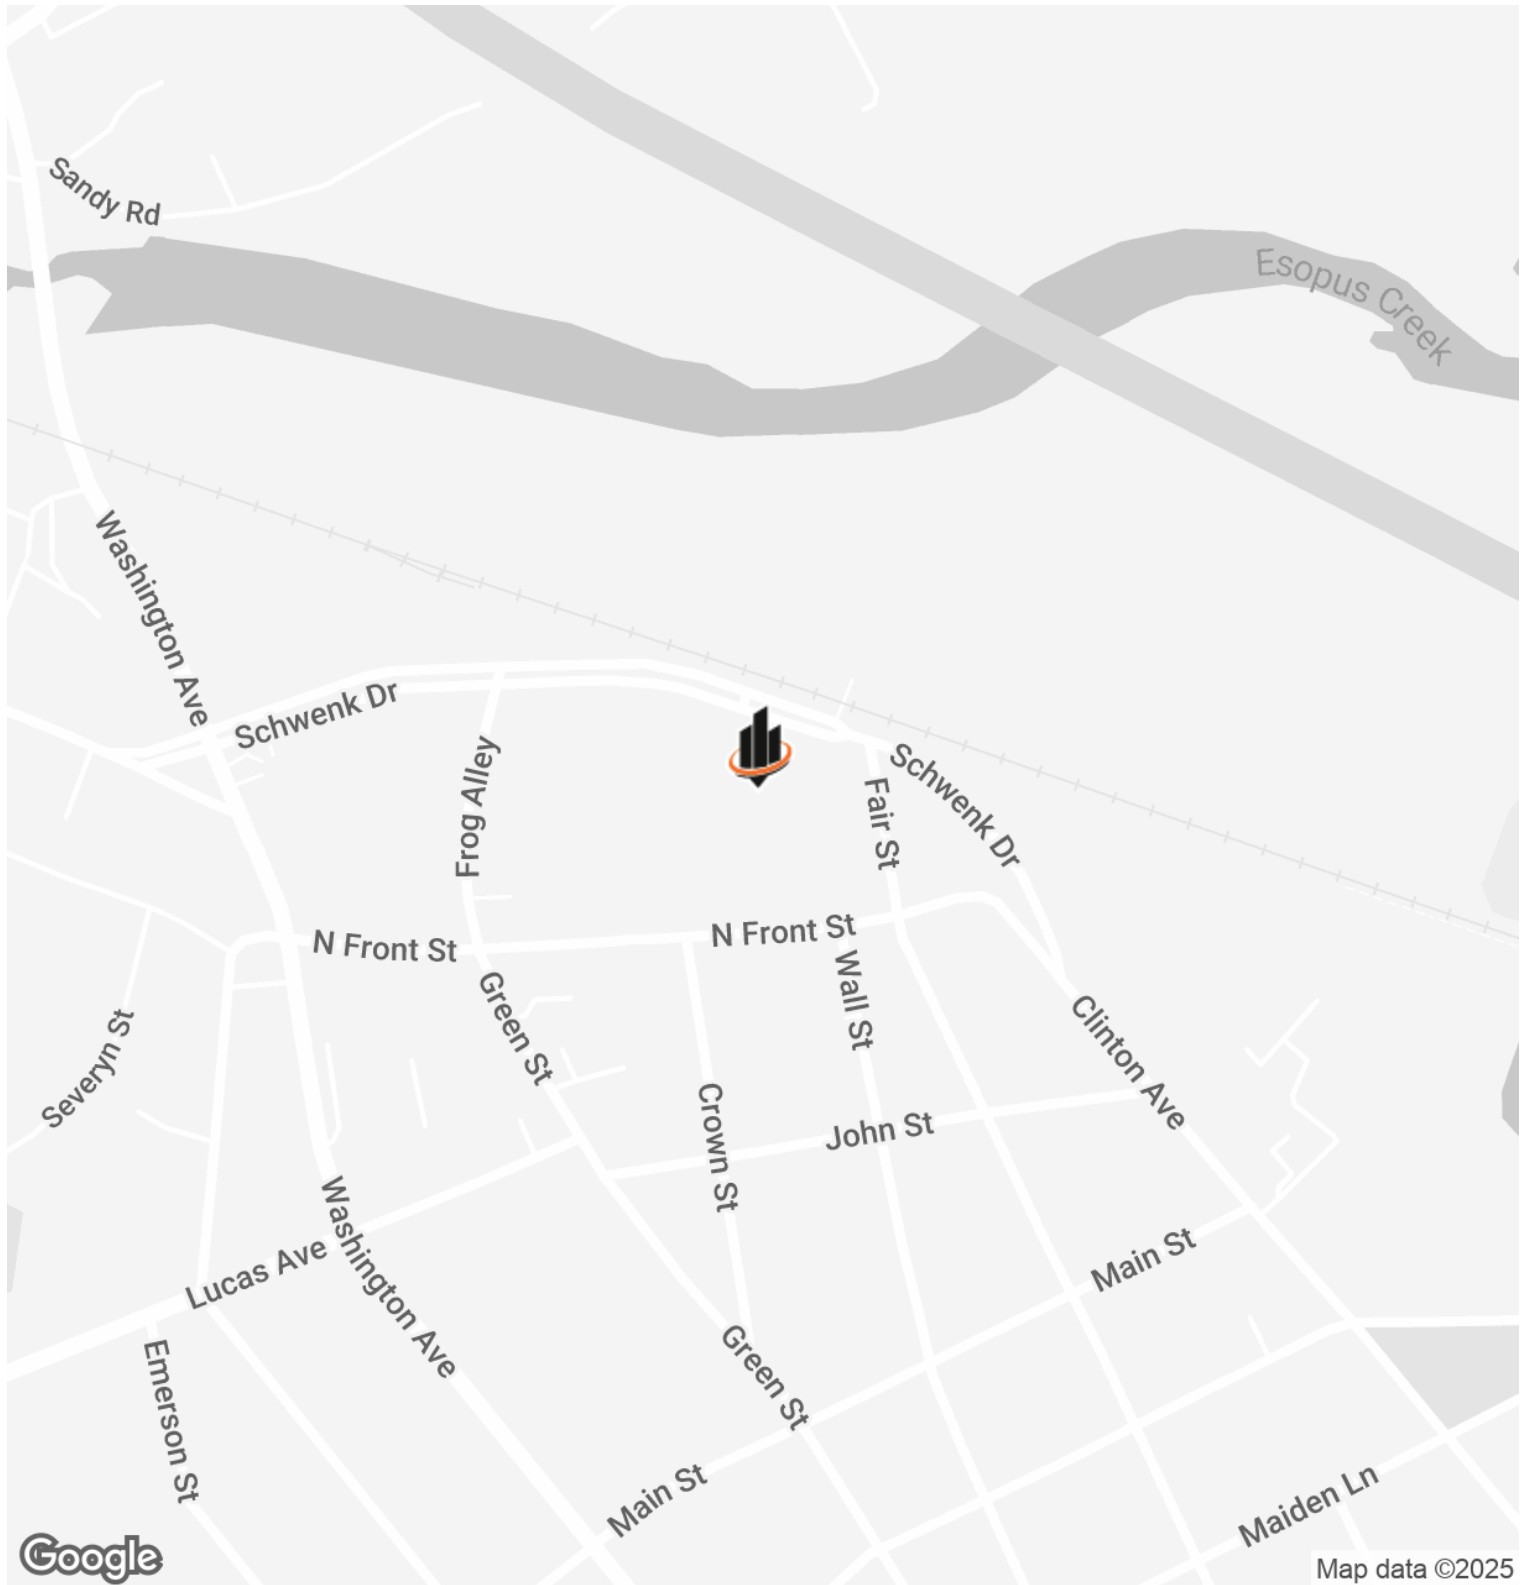 Sandy Rd
Esopus Creek
Washington Ave
Schwenk Dr
Frog Alley
Schwenk Dr
Fair St
N Front St
N Front St
Wall St
Green St
Severyn St
Clinton Ave
Crown St
John St
Washington Ave
Lucas Ave
Main St
Green St
Emerson St
Main St
Maiden Ln
Google
Map data ©2025